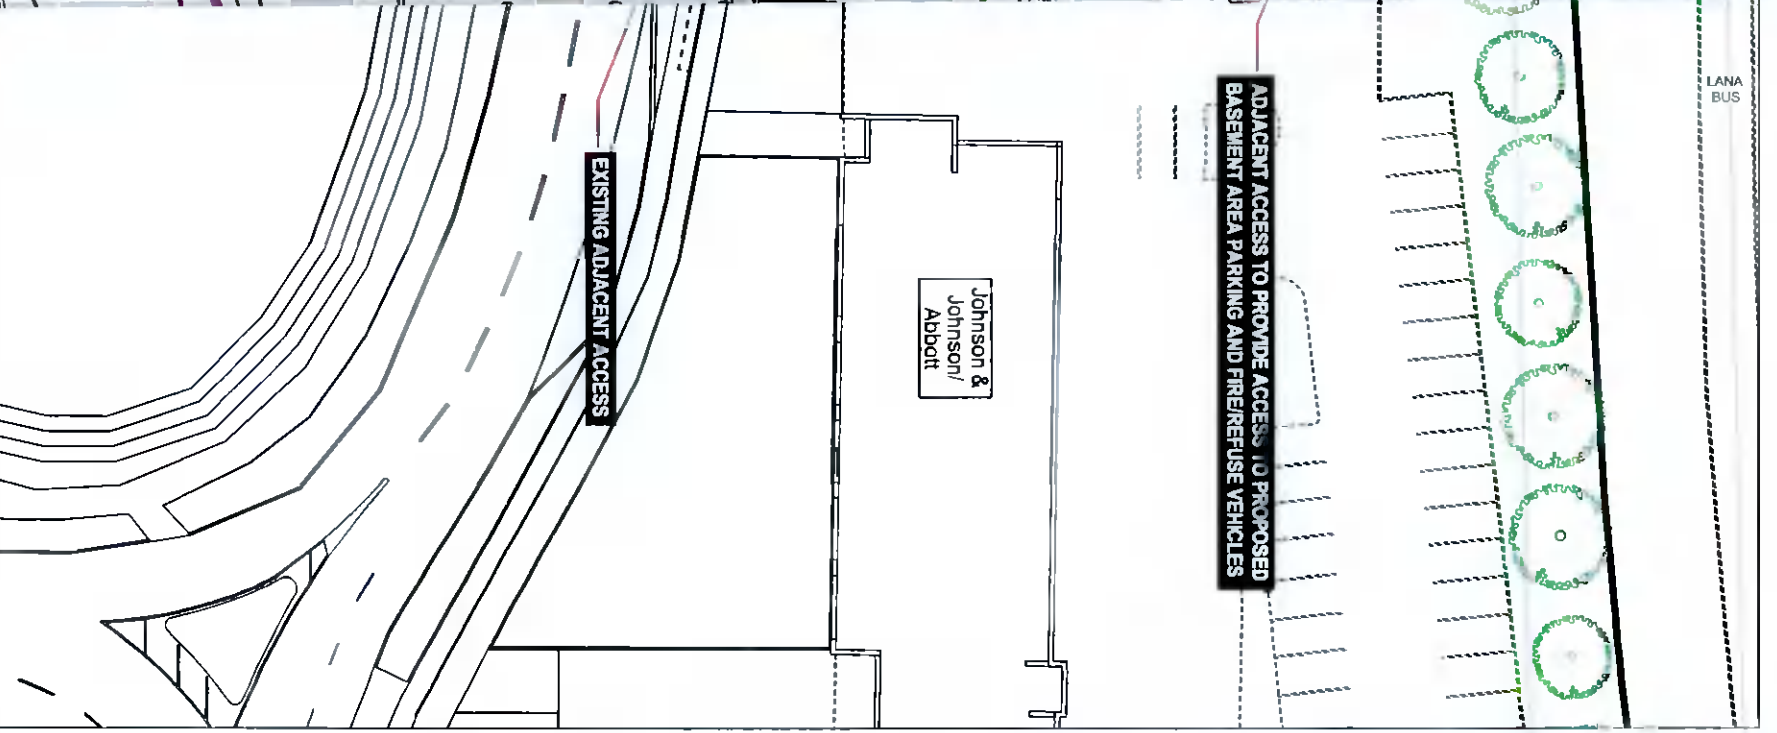 EXISTING ADJACENT ACCESS
Johnson &
Johnson/
Abbott
ADJACENT ACCESS TO PROVIDE ACCESS TO PROPOSED
BASEMENT AREA PARKING AND FIRE/REFUSE VEHICLES
LANA
BUS